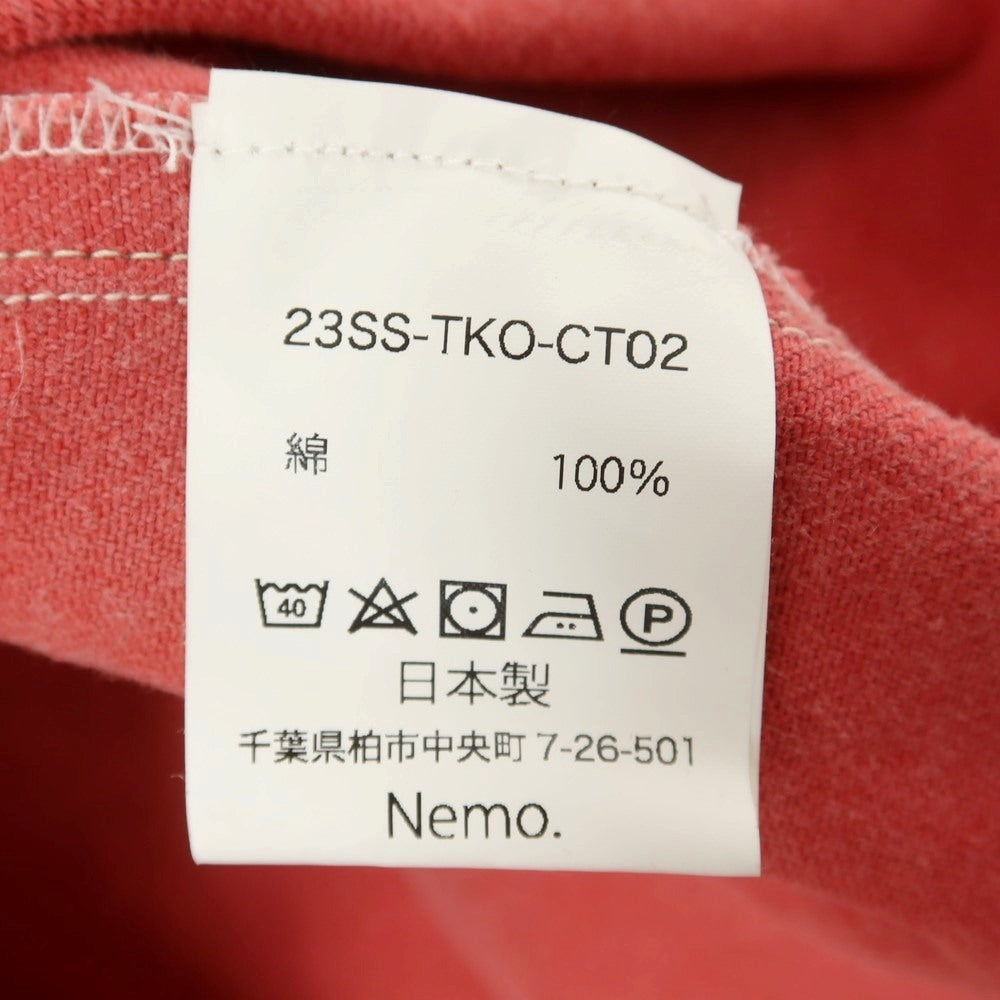 23SS-TKO-CT02
綿 100%
40 P
日本製
千葉県柏市中央町 7-26-501
Nemo.